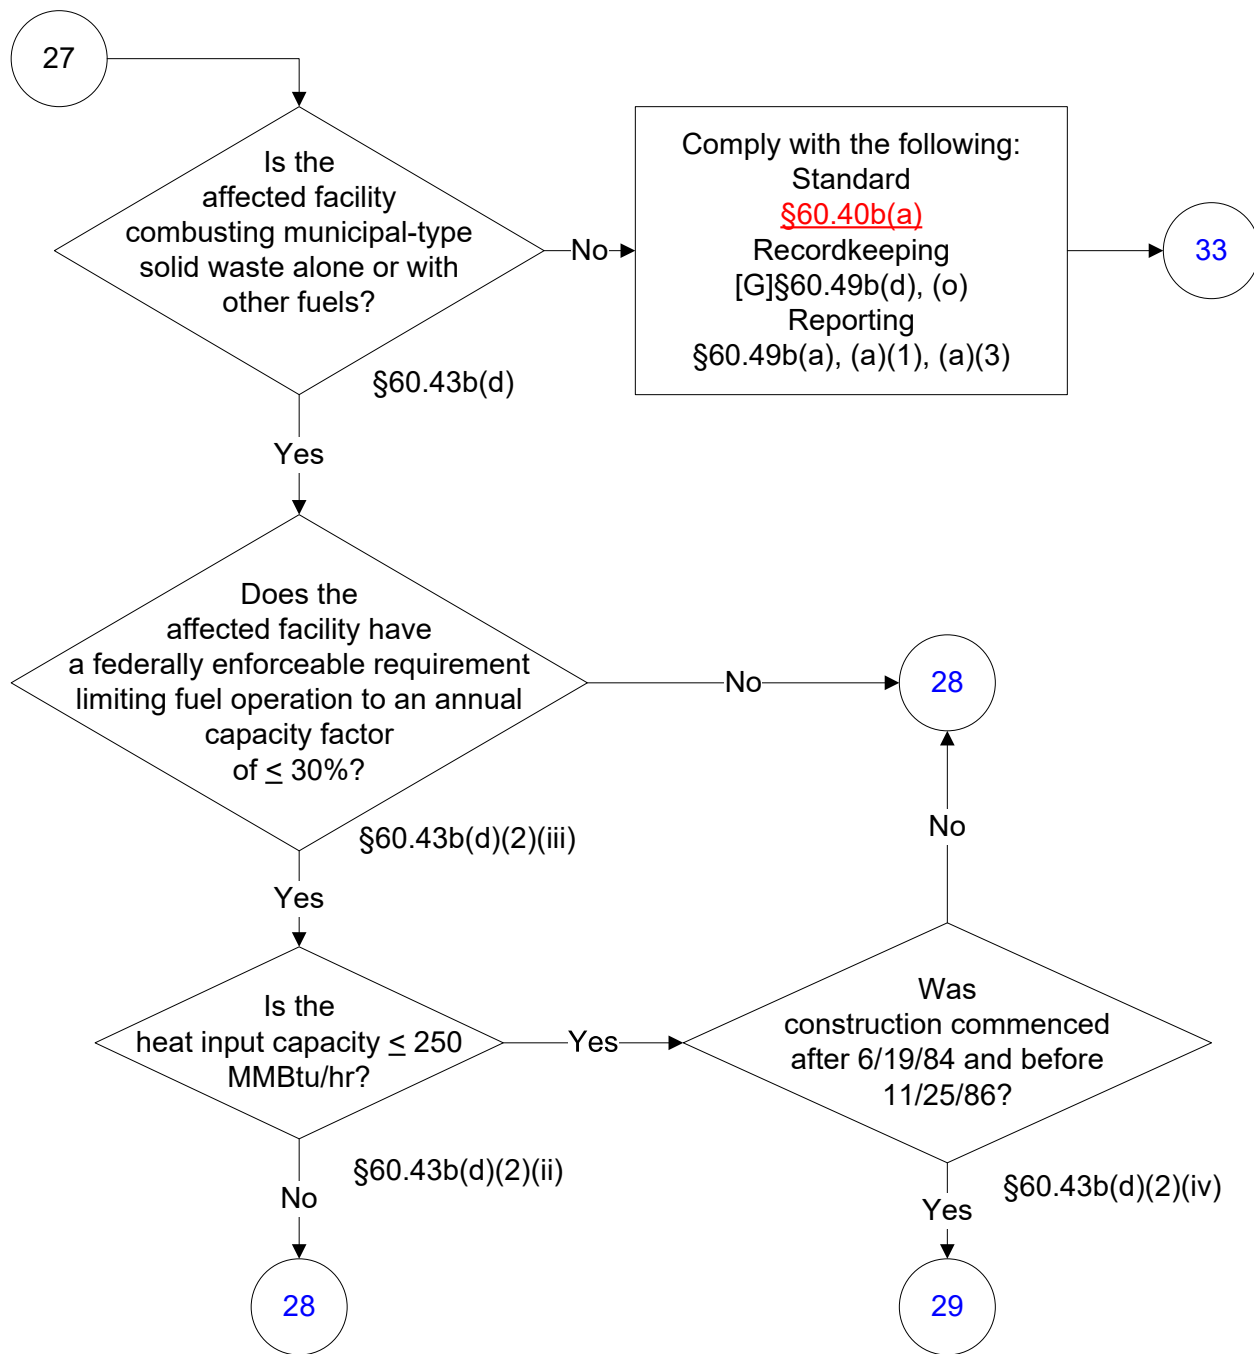 27
Is the
affected facility
combusting municipal-type
solid waste alone or with
other fuels?
§60.43b(d)
No
Comply with the following:
Standard
§60.40b(a)
Recordkeeping
[G]§60.49b(d), (o)
Reporting
§60.49b(a), (a)(1), (a)(3)
33
Yes
Does the
affected facility have
a federally enforceable requirement
limiting fuel operation to an annual
capacity factor
of ≤ 30%?
§60.43b(d)(2)(iii)
No
28
Yes
Is the
heat input capacity ≤ 250
MMBtu/hr?
§60.43b(d)(2)(ii)
Yes
Was
construction commenced
after 6/19/84 and before
11/25/86?
§60.43b(d)(2)(iv)
No
No
28
Yes
29